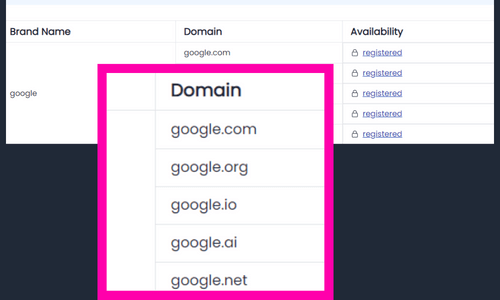 Brand Name Domain Availability
google.com registered
registered
google registered
registered
registered
Domain
google.com
google.org
google.io
google.ai
google.net